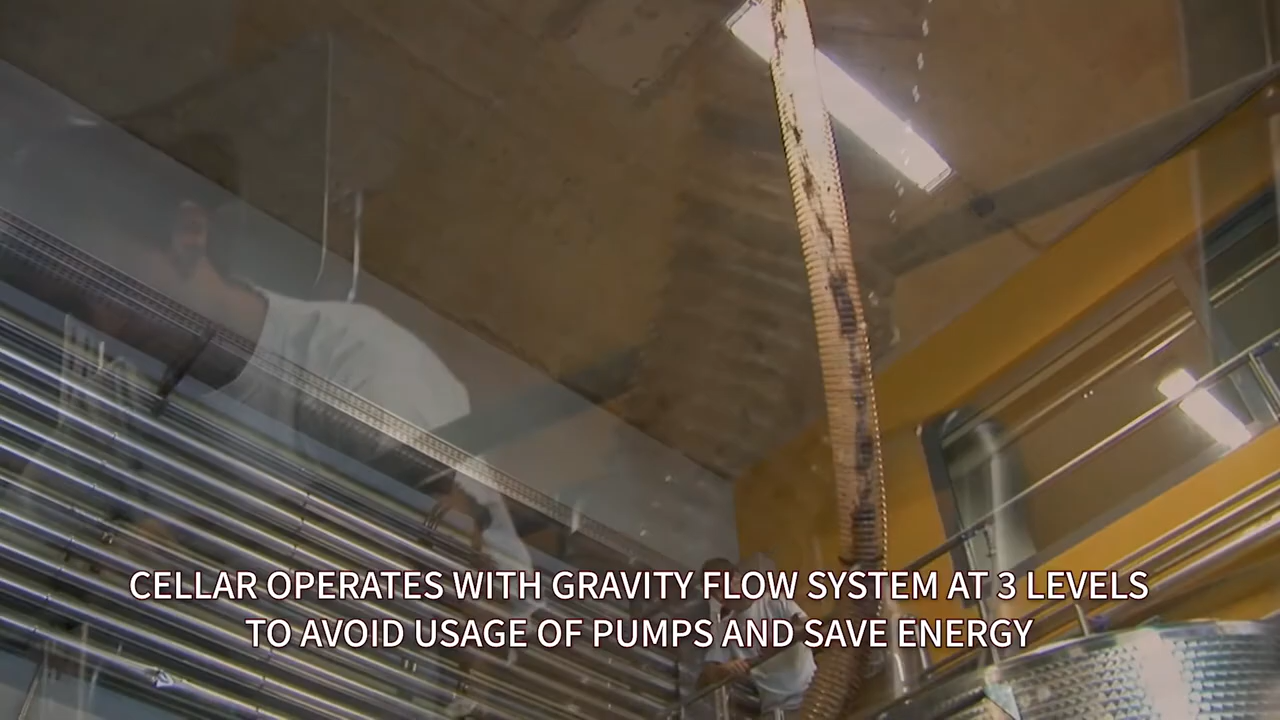 CELLAR OPERATES WITH GRAVITY FLOW SYSTEM AT 3 LEVELS
TO AVOID USAGE OF PUMPS AND SAVE ENERGY